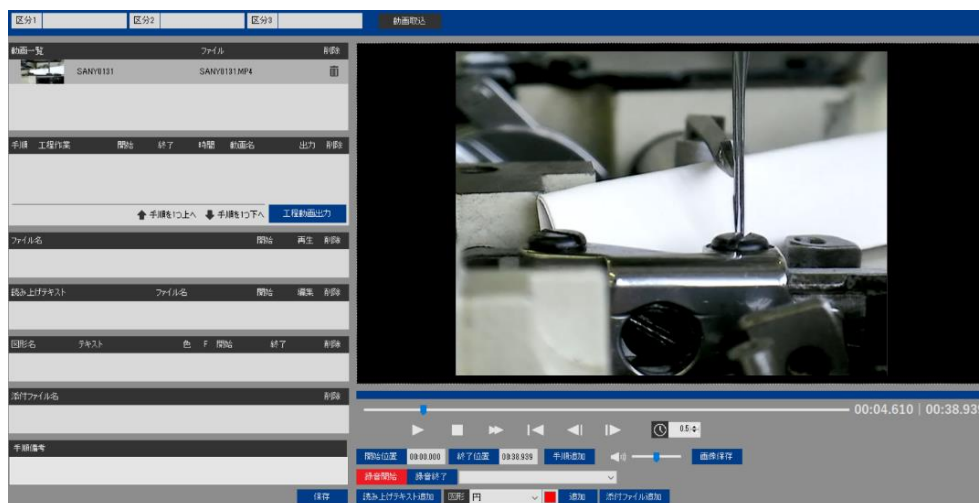 区分1 区分2 区分3 動画取込
動画一覧 ファイル 削除
SANY0131 SANY0131.MP4
手順 工程作業 開始 終了 時間 動画名 出力 削除
手順を1つ上へ 手順を1つ下へ 工程動画出力
ファイル名 開始 再生 削除
読み上げテキスト ファイル名 開始 編集 削除
図形名 テキスト 色 F 開始 終了 削除
添付ファイル名 削除
手順備考
保存
00:04.610 | 00:38.939
0.5
開始位置 00:00.000 終了位置 00:38.939 手順追加 画像保存
録音開始 録音終了
読み上げテキスト追加 図形 円 追加 添付ファイル追加